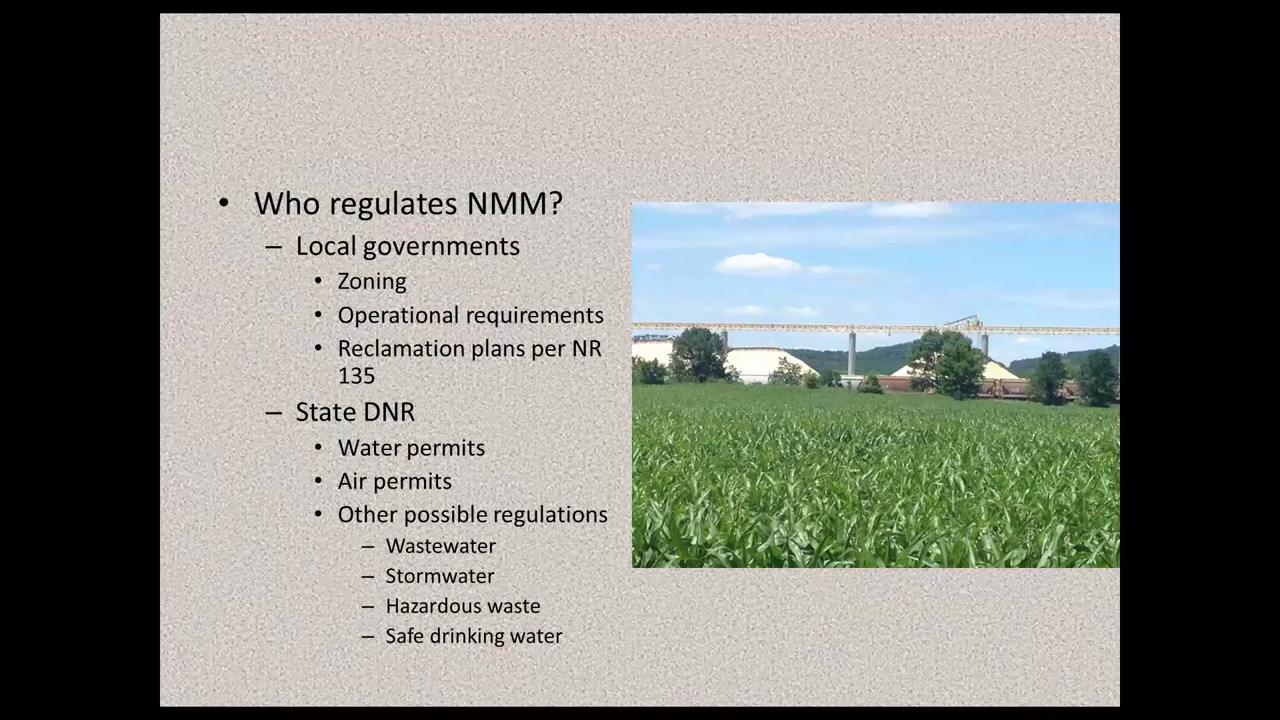 • Who regulates NMM?
– Local governments
• Zoning
• Operational requirements
• Reclamation plans per NR
135
– State DNR
• Water permits
• Air permits
• Other possible regulations
– Wastewater
– Stormwater
– Hazardous waste
– Safe drinking water